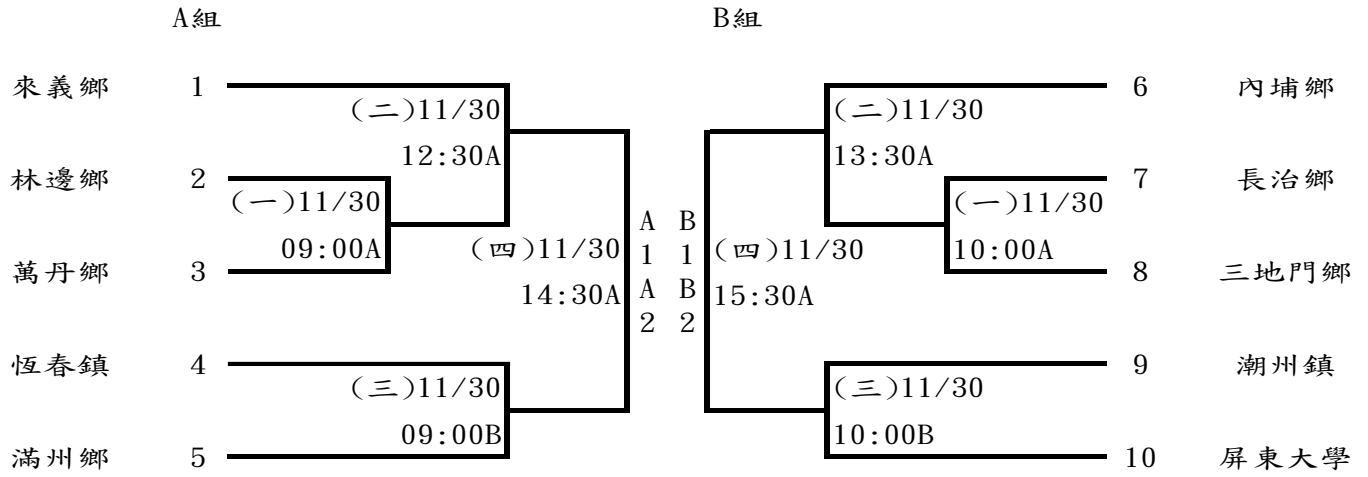 A組 B組
來義鄉 1 6 內埔鄉
(二)11/30 (二)11/30
12:30A 13:30A
林邊鄉 2 7 長治鄉
(一)11/30 (一)11/30
09:00A 10:00A
A1A2 B1B2
(四)11/30 (四)11/30
14:30A 15:30A
萬丹鄉 3 8 三地門鄉
恆春鎮 4 9 潮州鎮
(三)11/30 (三)11/30
09:00B 10:00B
滿州鄉 5 10 屏東大學